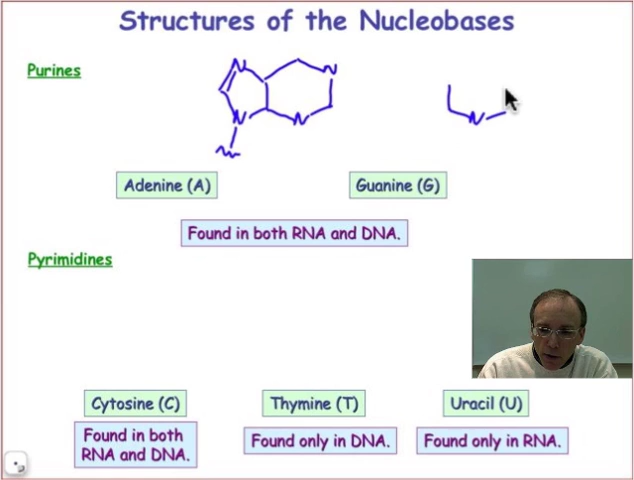 Structures of the Nucleobases
Purines
N
N
N
N
N
Adenine (A)
Guanine (G)
Found in both RNA and DNA.
Pyrimidines
Cytosine (C)
Thymine (T)
Uracil (U)
Found in both
RNA and DNA.
Found only in DNA.
Found only in RNA.